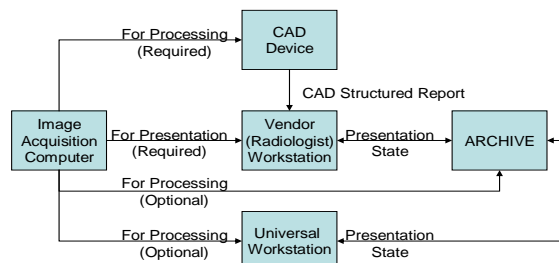 For Processing
(Required)
CAD
Device
CAD Structured Report
Image
Acquisition
Computer
For Presentation
(Required)
Vendor
(Radiologist)
Workstation
Presentation
State
ARCHIVE
For Processing
(Optional)
For Processing
(Optional)
Universal
Workstation
Presentation
State